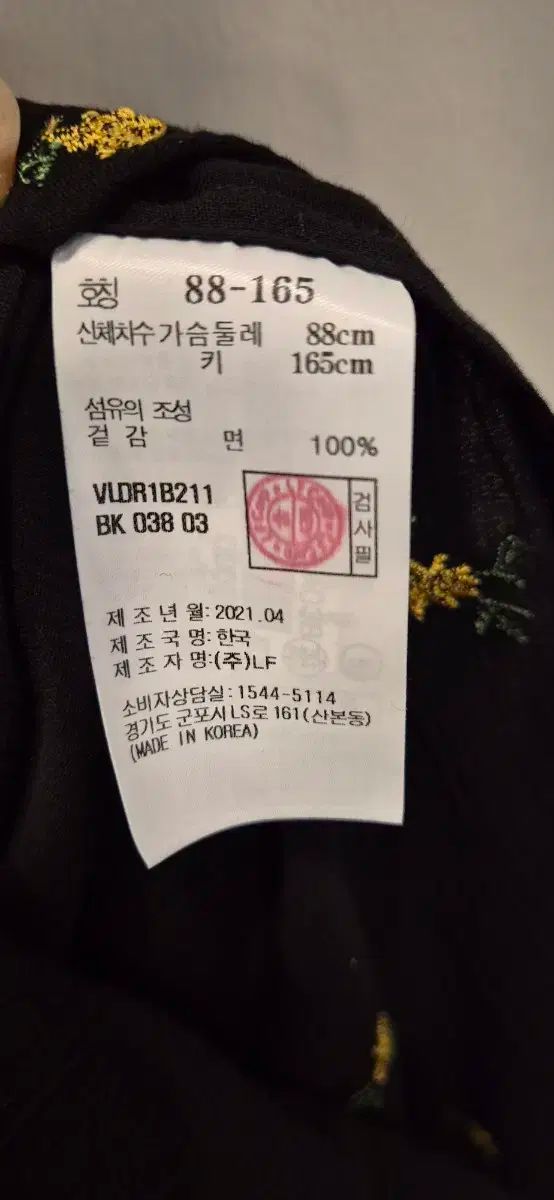 호칭 88-165
신체치수 가슴둘레 88cm
키 165cm
섬유의 조성
겉감 면 100%
VLDR1B211
BK 038 03
검사필
제조년월: 2021.04
제조국명: 한국
제조자명:(주)LF
소비자상담실: 1544-5114
경기도 군포시 LS로 161(산본동)
(MADE IN KOREA)